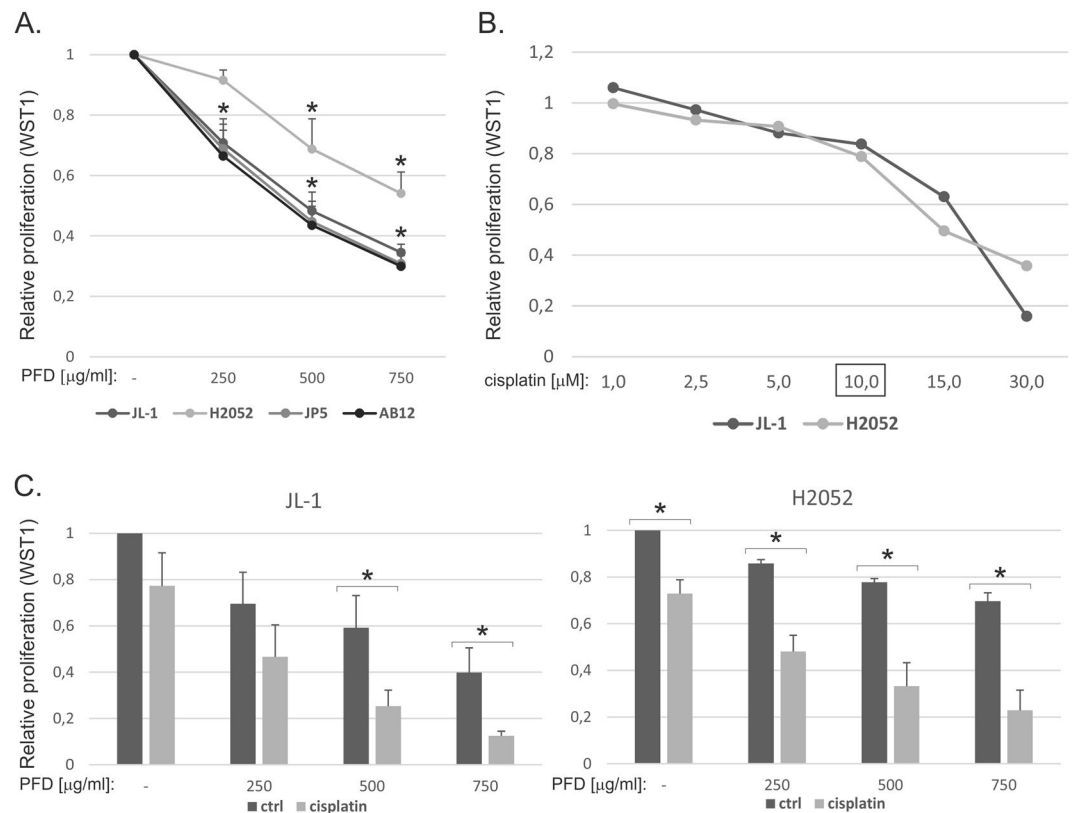 A.
Relative proliferation (WST1)
1
0,8
0,6
0,4
0,2
0
* * * * *
PFD [µg/ml]: - 250 500 750
JL-1 H2052 JP5 AB12
B.
Relative proliferation (WST1)
1,2
1
0,8
0,6
0,4
0,2
0
cisplatin [µM]: 1,0 2,5 5,0 10,0 15,0 30,0
JL-1 H2052
C.
JL-1
Relative proliferation (WST1)
1
0,8
0,6
0,4
0,2
0
* *
PFD [µg/ml]: - 250 500 750
ctrl cisplatin
H2052
1
0,8
0,6
0,4
0,2
0
* * * *
PFD [µg/ml]: - 250 500 750
ctrl cisplatin